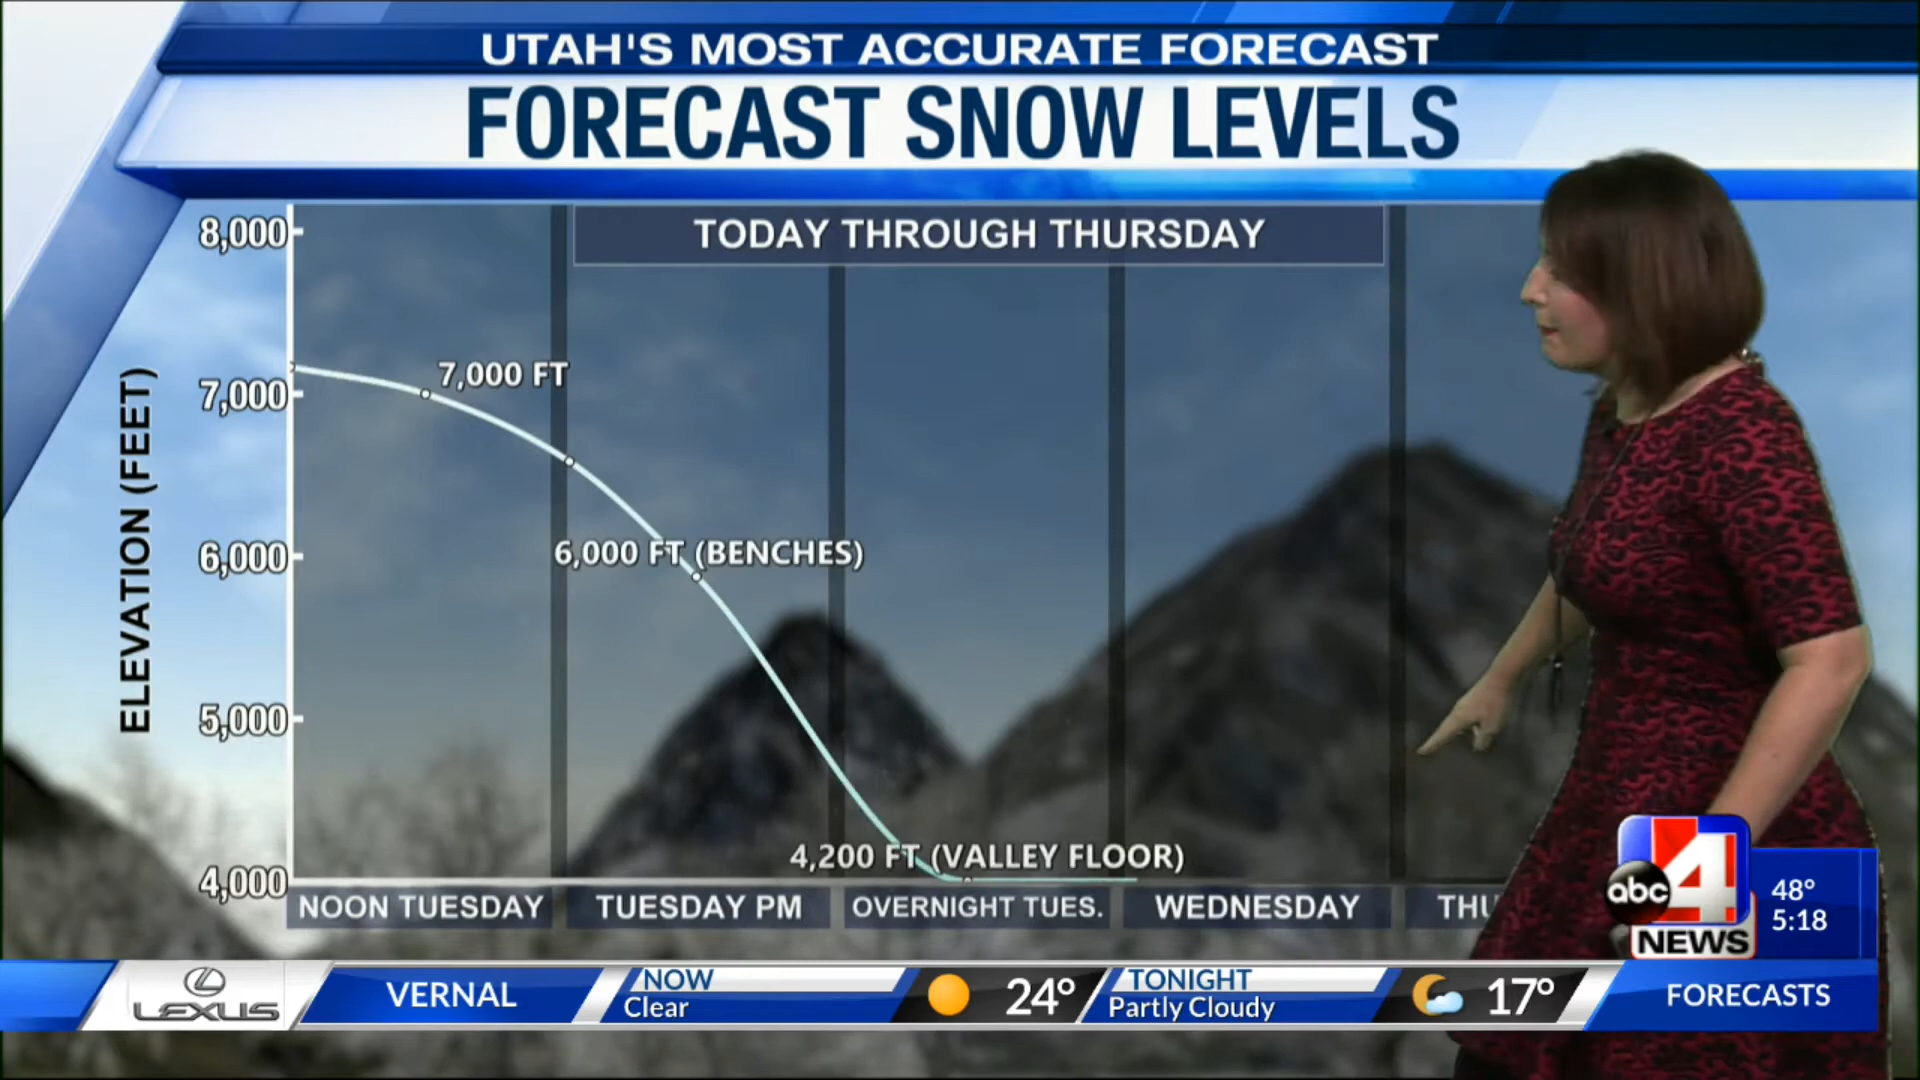 UTAH'S MOST ACCURATE FORECAST
FORECAST SNOW LEVELS
TODAY THROUGH THURSDAY
ELEVATION (FEET)
8,000
7,000
6,000
5,000
4,000
7,000 FT
6,000 FT (BENCHES)
4,200 FT (VALLEY FLOOR)
NOON TUESDAY
TUESDAY PM
OVERNIGHT TUES.
WEDNESDAY
THU
abc 4
NEWS
48°
5:18
LEXUS
VERNAL
NOW
Clear
24°
TONIGHT
Partly Cloudy
17°
FORECASTS